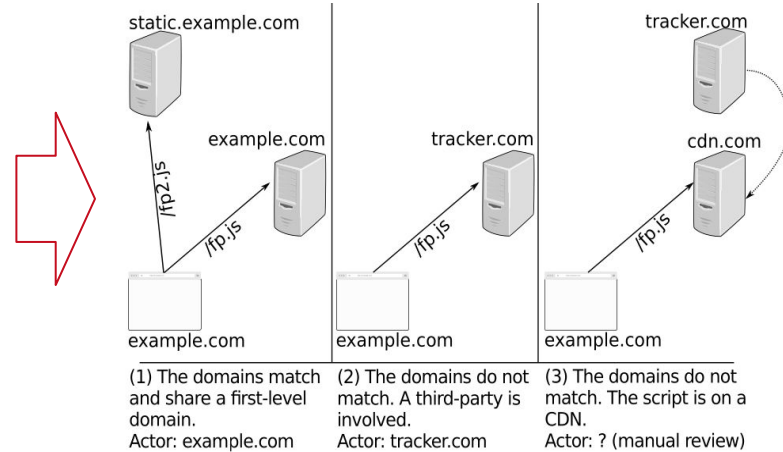 static.example.com
example.com
/fp2.js
/fp.js
example.com
(1) The domains match
and share a first-level
domain.
Actor: example.com
tracker.com
/fp.js
example.com
(2) The domains do not
match. A third-party is
involved.
Actor: tracker.com
tracker.com
cdn.com
/fp.js
example.com
(3) The domains do not
match. The script is on a
CDN.
Actor: ? (manual review)